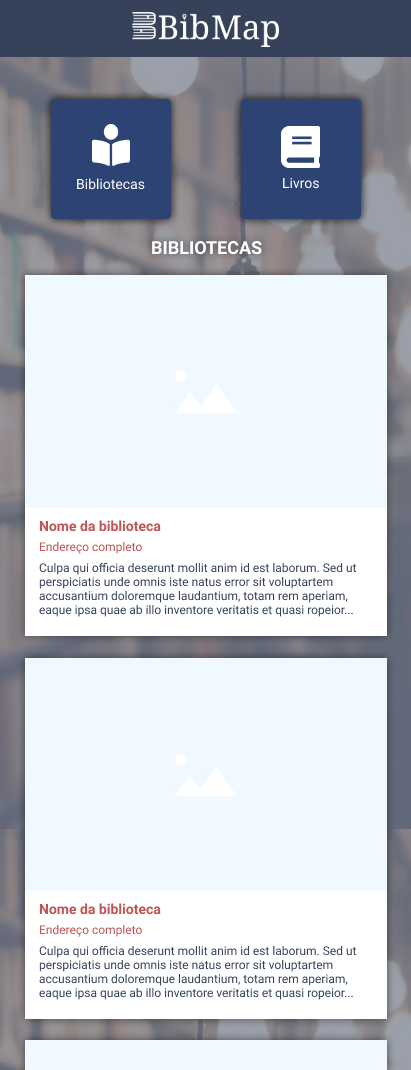 BibMap
Bibliotecas
Livros
BIBLIOTECAS
Nome da biblioteca
Endereço completo
Culpa qui officia deserunt mollit anim id est laborum. Sed ut
perspiciatis unde omnis iste natus error sit voluptartem
accusantium doloremque laudantium, totam rem aperiam,
eaque ipsa quae ab illo inventore veritatis et quasi ropeior...
Nome da biblioteca
Endereço completo
Culpa qui officia deserunt mollit anim id est laborum. Sed ut
perspiciatis unde omnis iste natus error sit voluptartem
accusantium doloremque laudantium, totam rem aperiam,
eaque ipsa quae ab illo inventore veritatis et quasi ropeior...